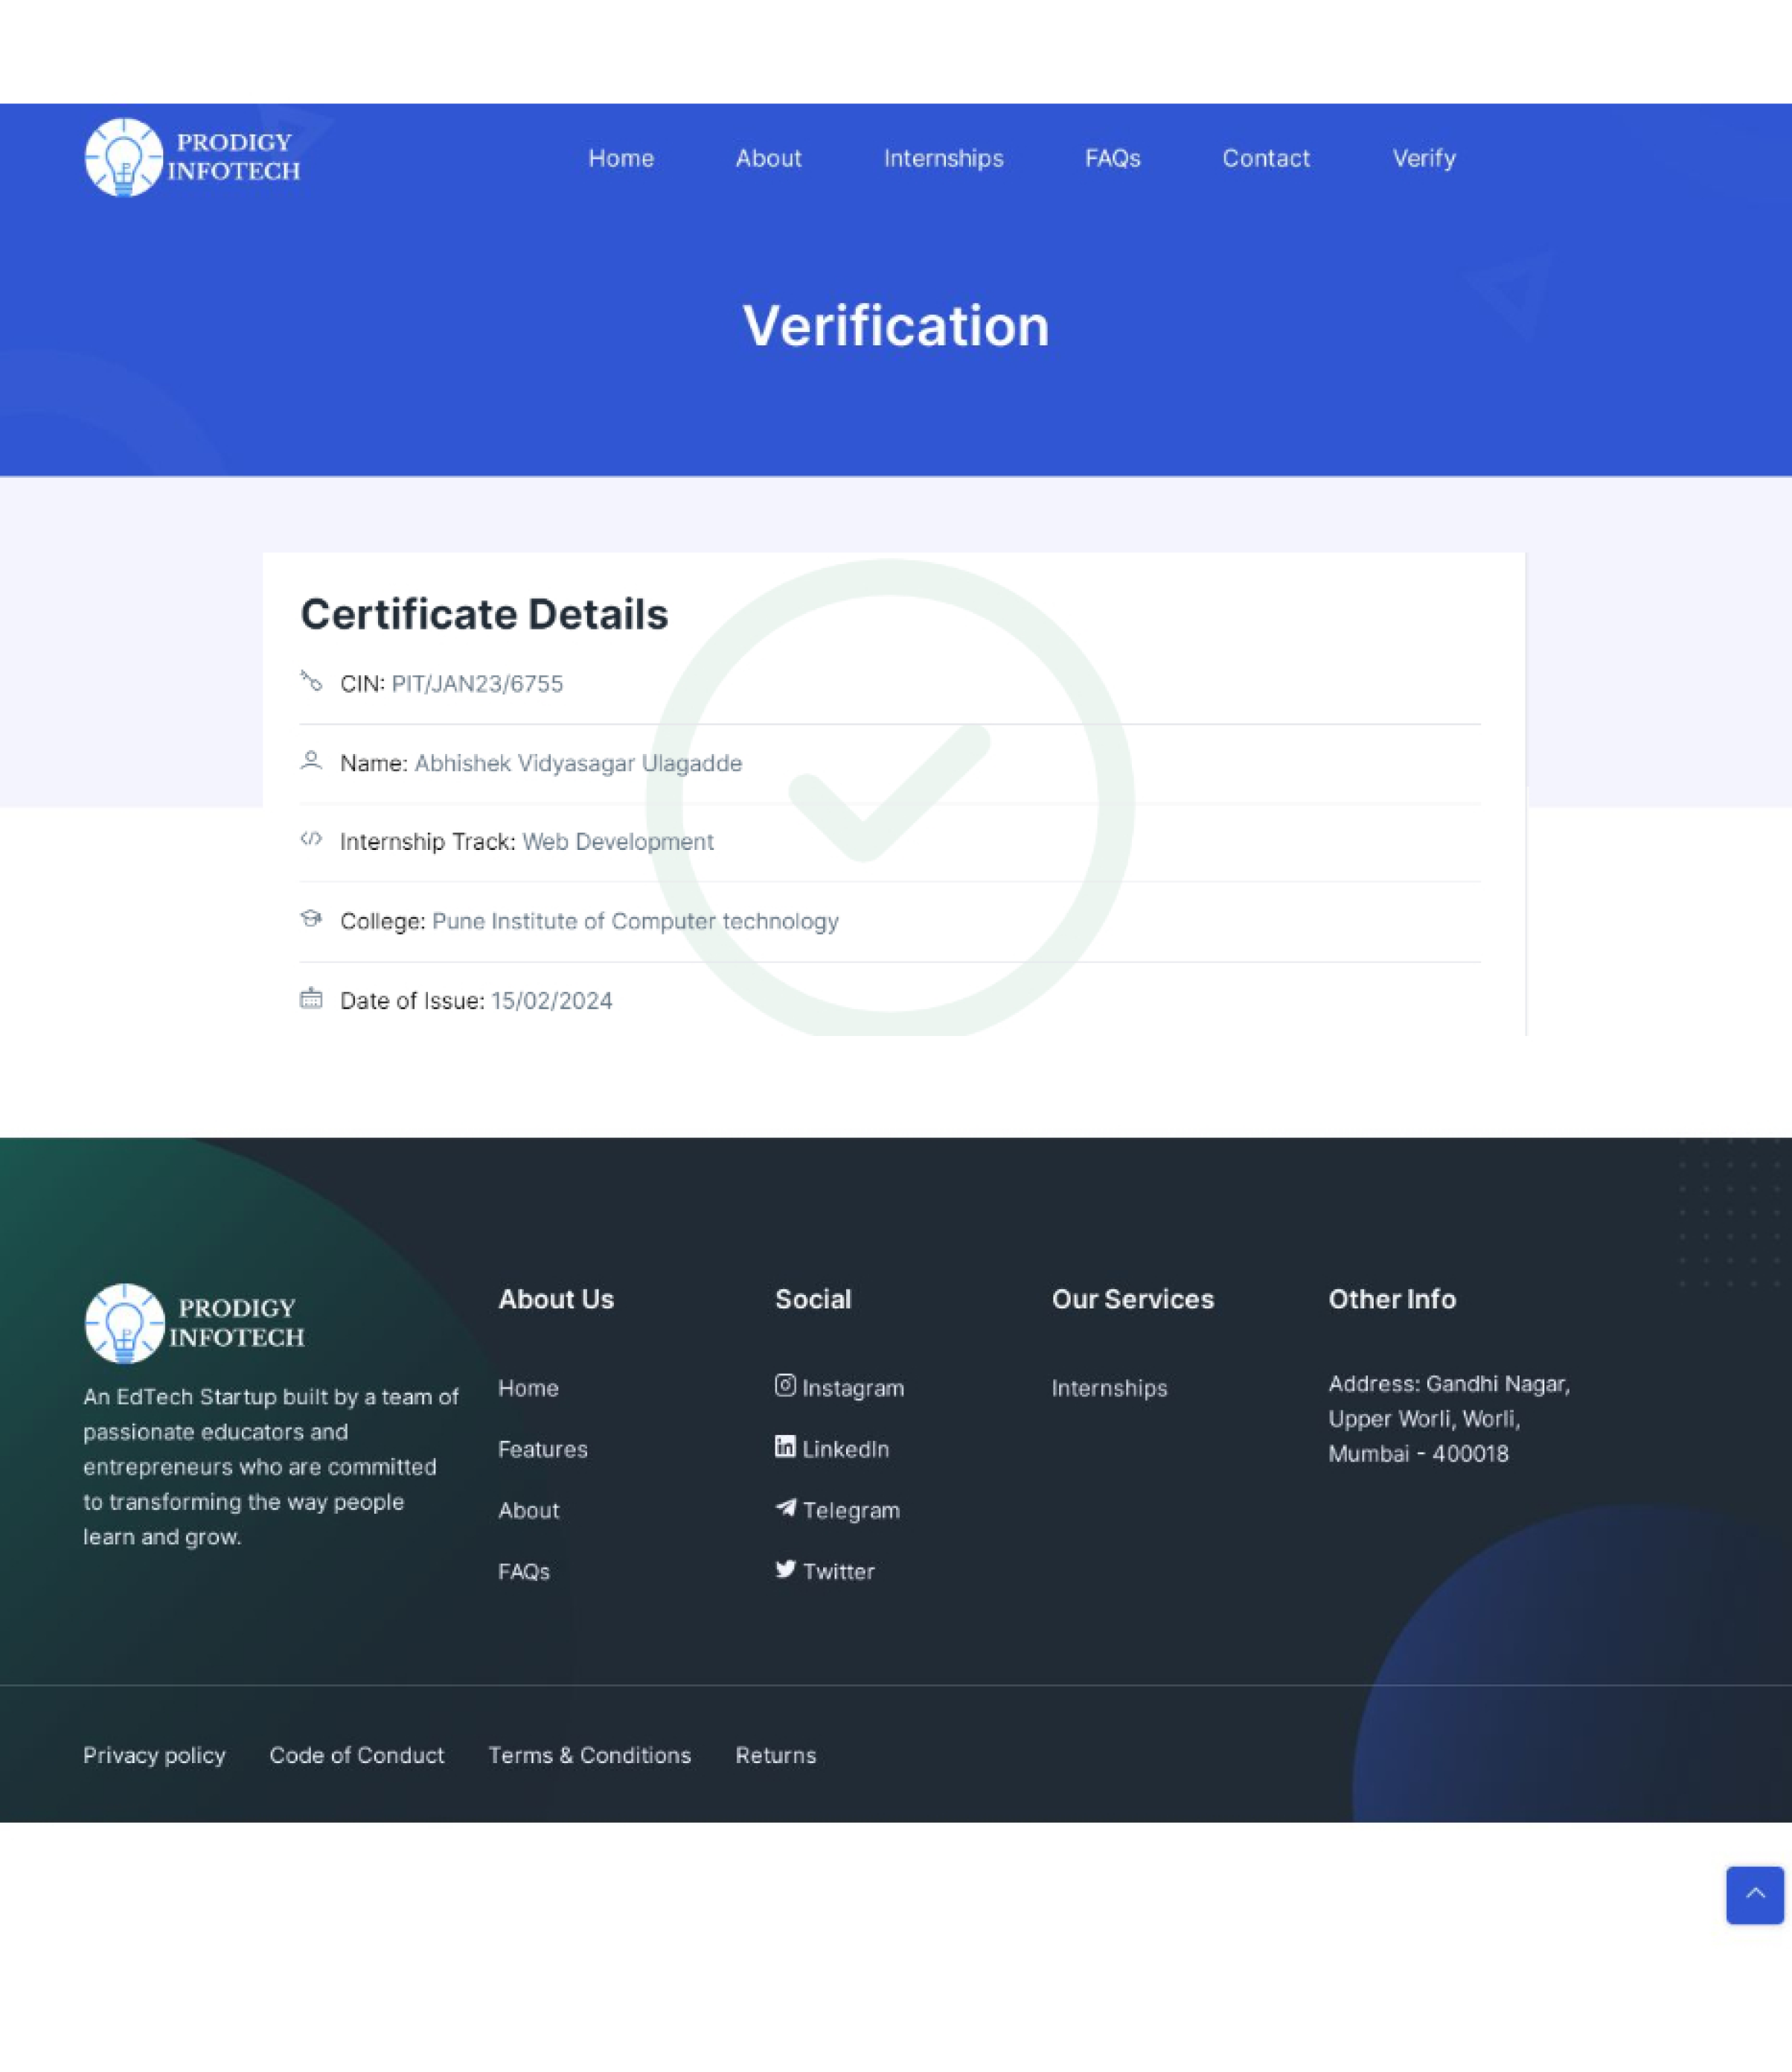 PRODIGY
INFOTECH
Home About Internships FAQs Contact Verify
Verification
Certificate Details
CIN: PIT/JAN23/6755
Name: Abhishek Vidyasagar Ulagadde
Internship Track: Web Development
College: Pune Institute of Computer technology
Date of Issue: 15/02/2024
PRODIGY
INFOTECH
An EdTech Startup built by a team of
passionate educators and
entrepreneurs who are committed
to transforming the way people
learn and grow.
About Us
Home
Features
About
FAQs
Social
Instagram
LinkedIn
Telegram
Twitter
Our Services
Internships
Other Info
Address: Gandhi Nagar,
Upper Worli, Worli,
Mumbai - 400018
Privacy policy Code of Conduct Terms & Conditions Returns